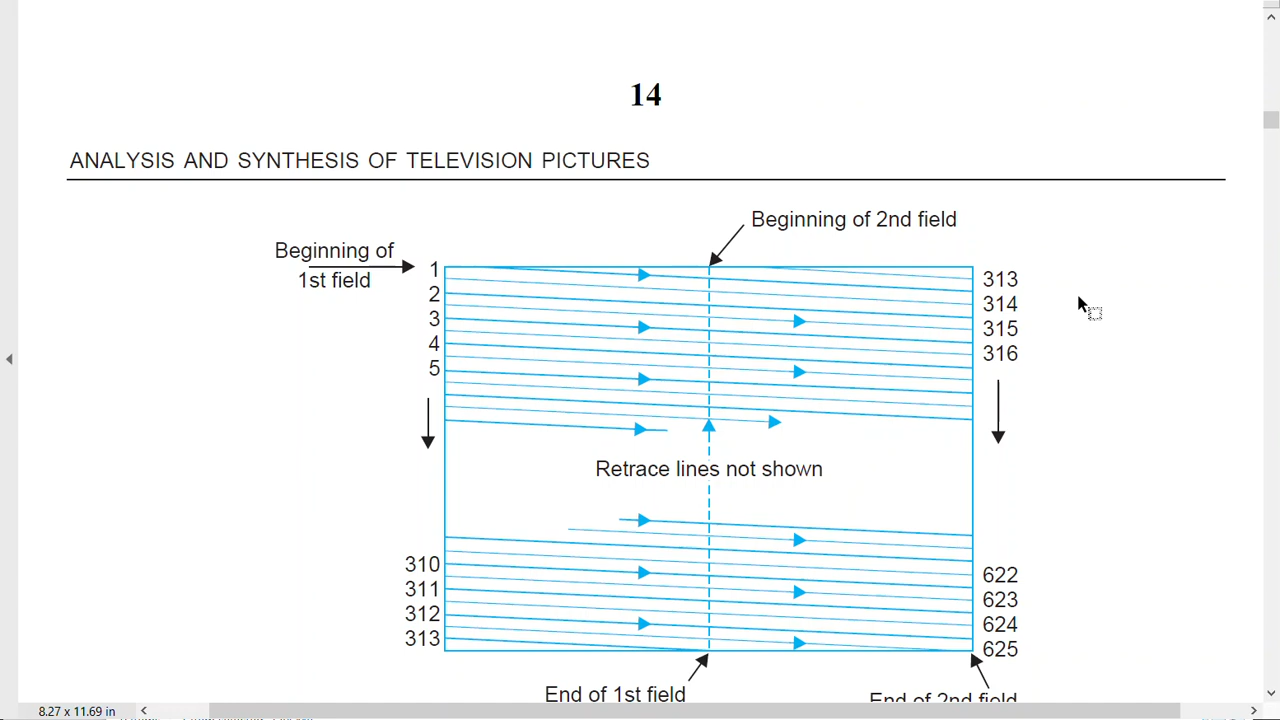 14
ANALYSIS AND SYNTHESIS OF TELEVISION PICTURES
Beginning of 2nd field
Beginning of
1st field
1
313
2
314
3
315
4
316
5
Retrace lines not shown
310
622
311
623
312
624
313
625
End of 1st field
End of 2nd field
8.27 x 11.69 in